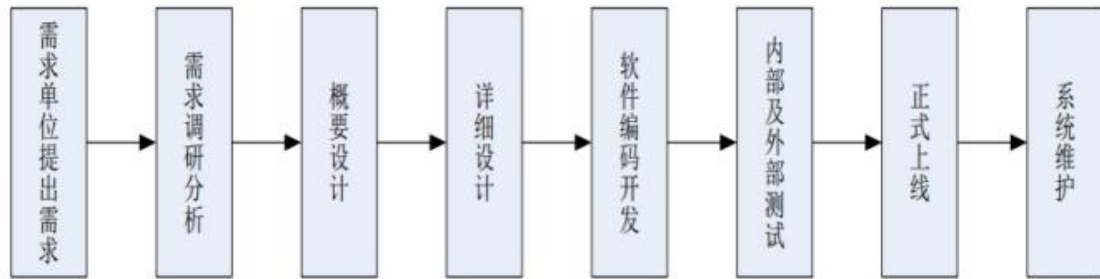 需求单位提出需求
需求调研分析
概要设计
详细设计
软件编码开发
内部及外部测试
正式上线
系统维护